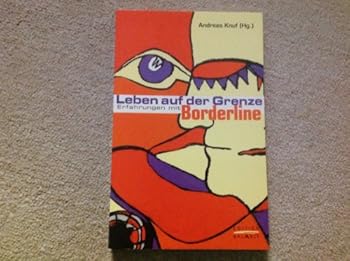 Andreas Knuf (Hg.)
Leben auf der Grenze
Erfahrungen mit
Borderline